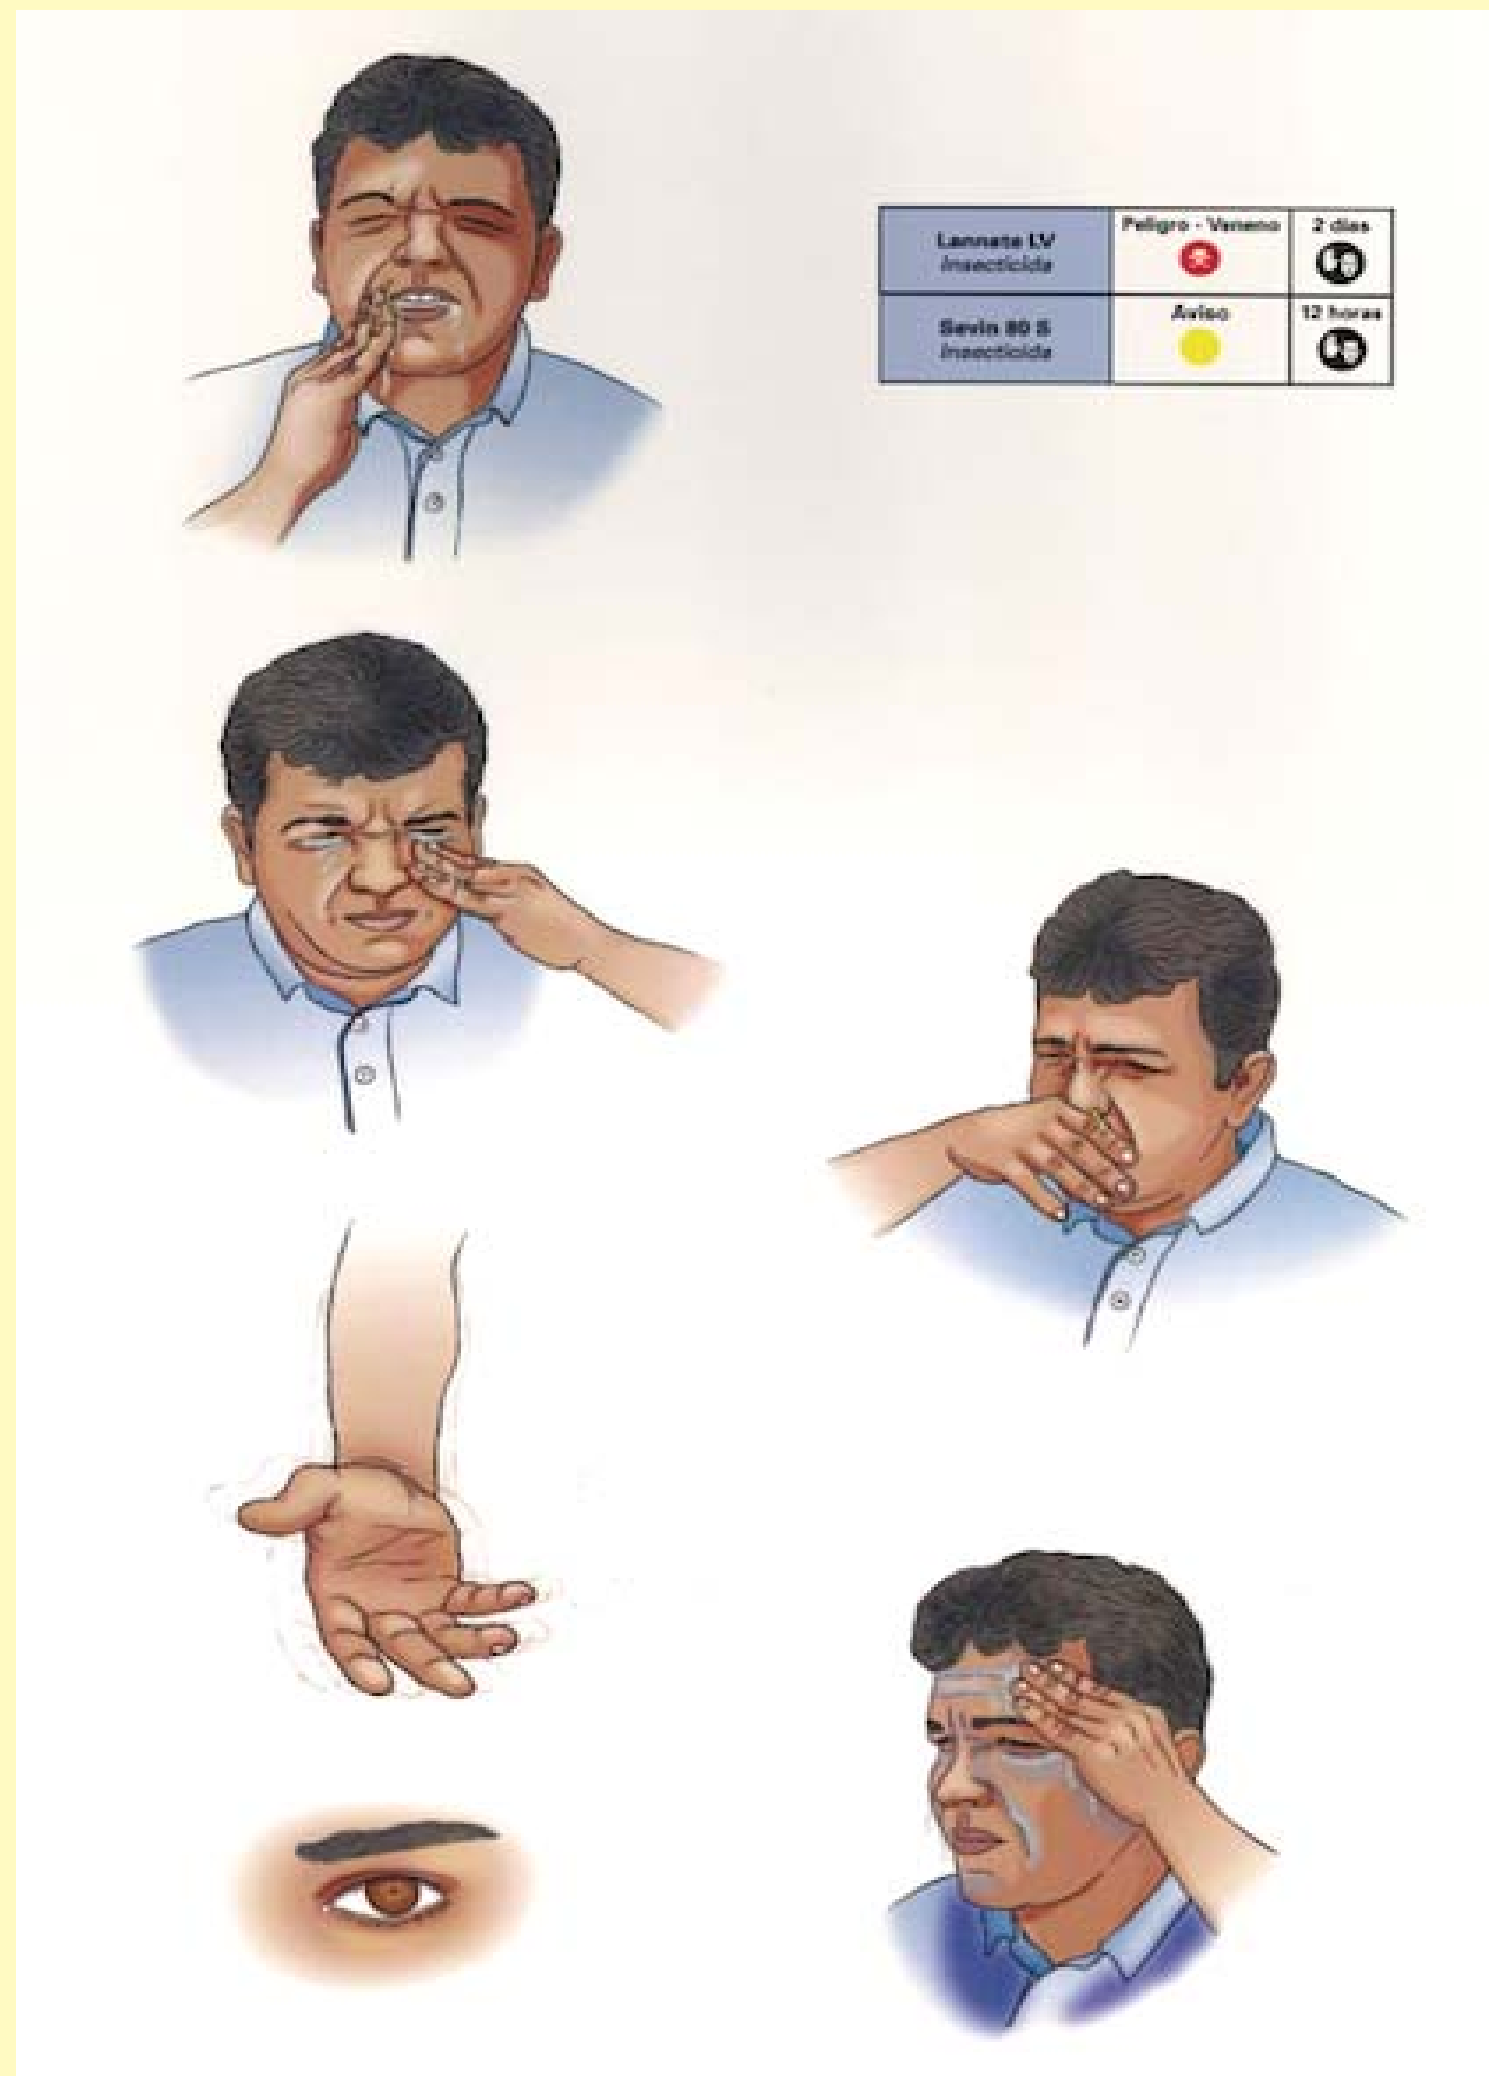 Lannate LV
Insecticida
Peligro - Veneno
2 días
Sevin 80 S
Insecticida
Aviso
12 horas